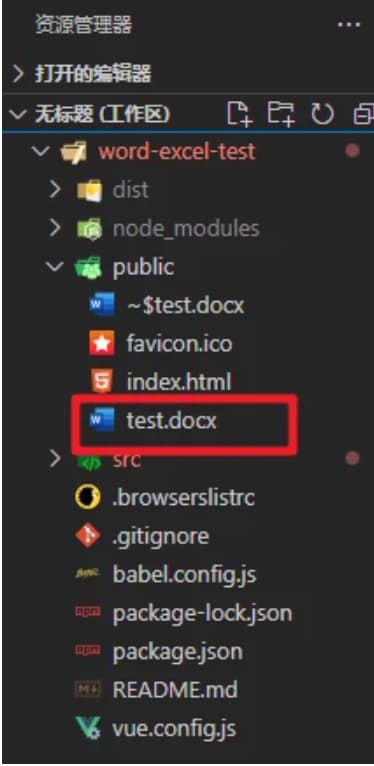 资源管理器
打开的编辑器
无标题 (工作区)
word-excel-test
dist
node_modules
public
~$test.docx
favicon.ico
index.html
test.docx
src
.browserslistrc
.gitignore
babel.config.js
package-lock.json
package.json
README.md
vue.config.js